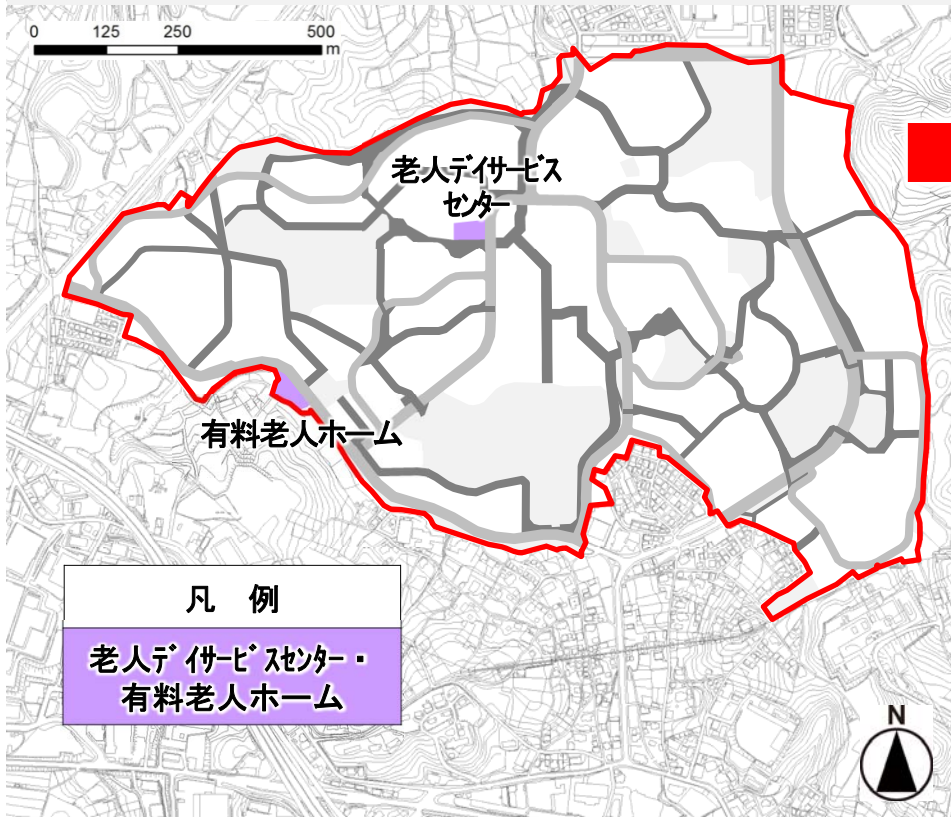 0 125 250 500
m
老人デイサービス
センター
有料老人ホーム
凡 例
老人デイサービスセンター・
有料老人ホーム
N